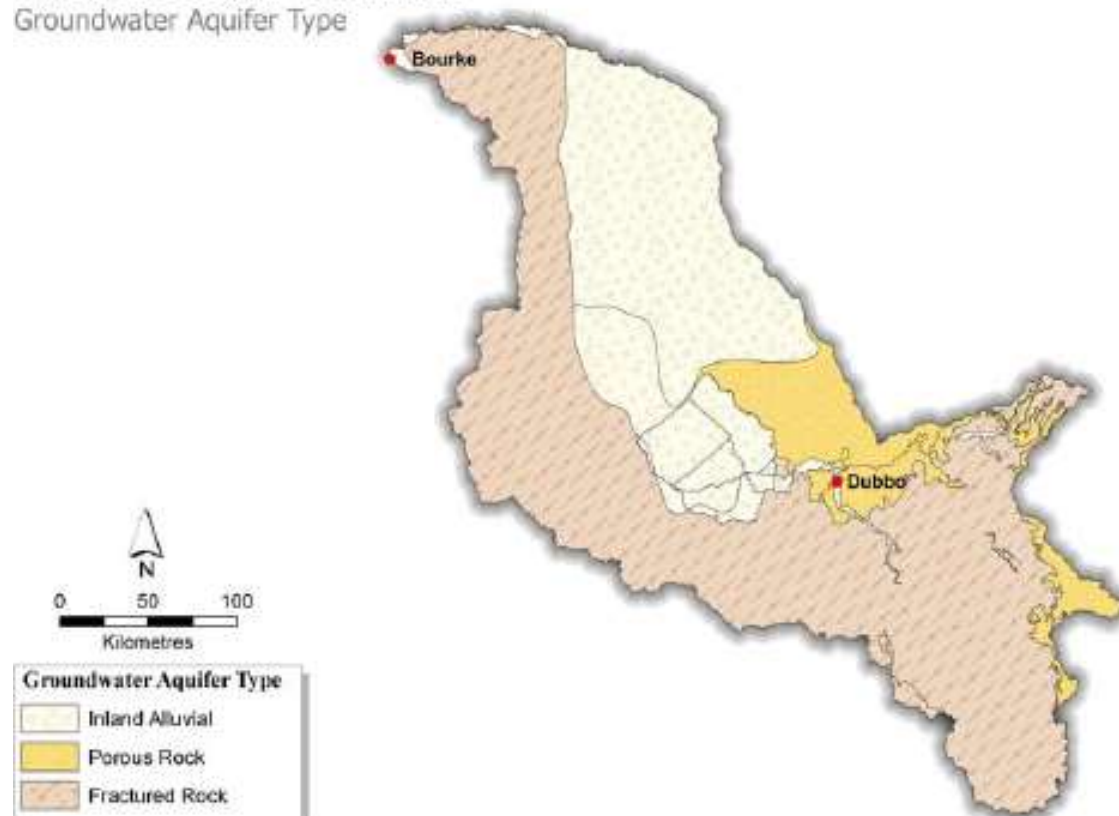 Groundwater Aquifer Type
Bourke
Dubbo
N
0 50 100
Kilometres
Groundwater Aquifer Type
Inland Alluvial
Porous Rock
Fractured Rock